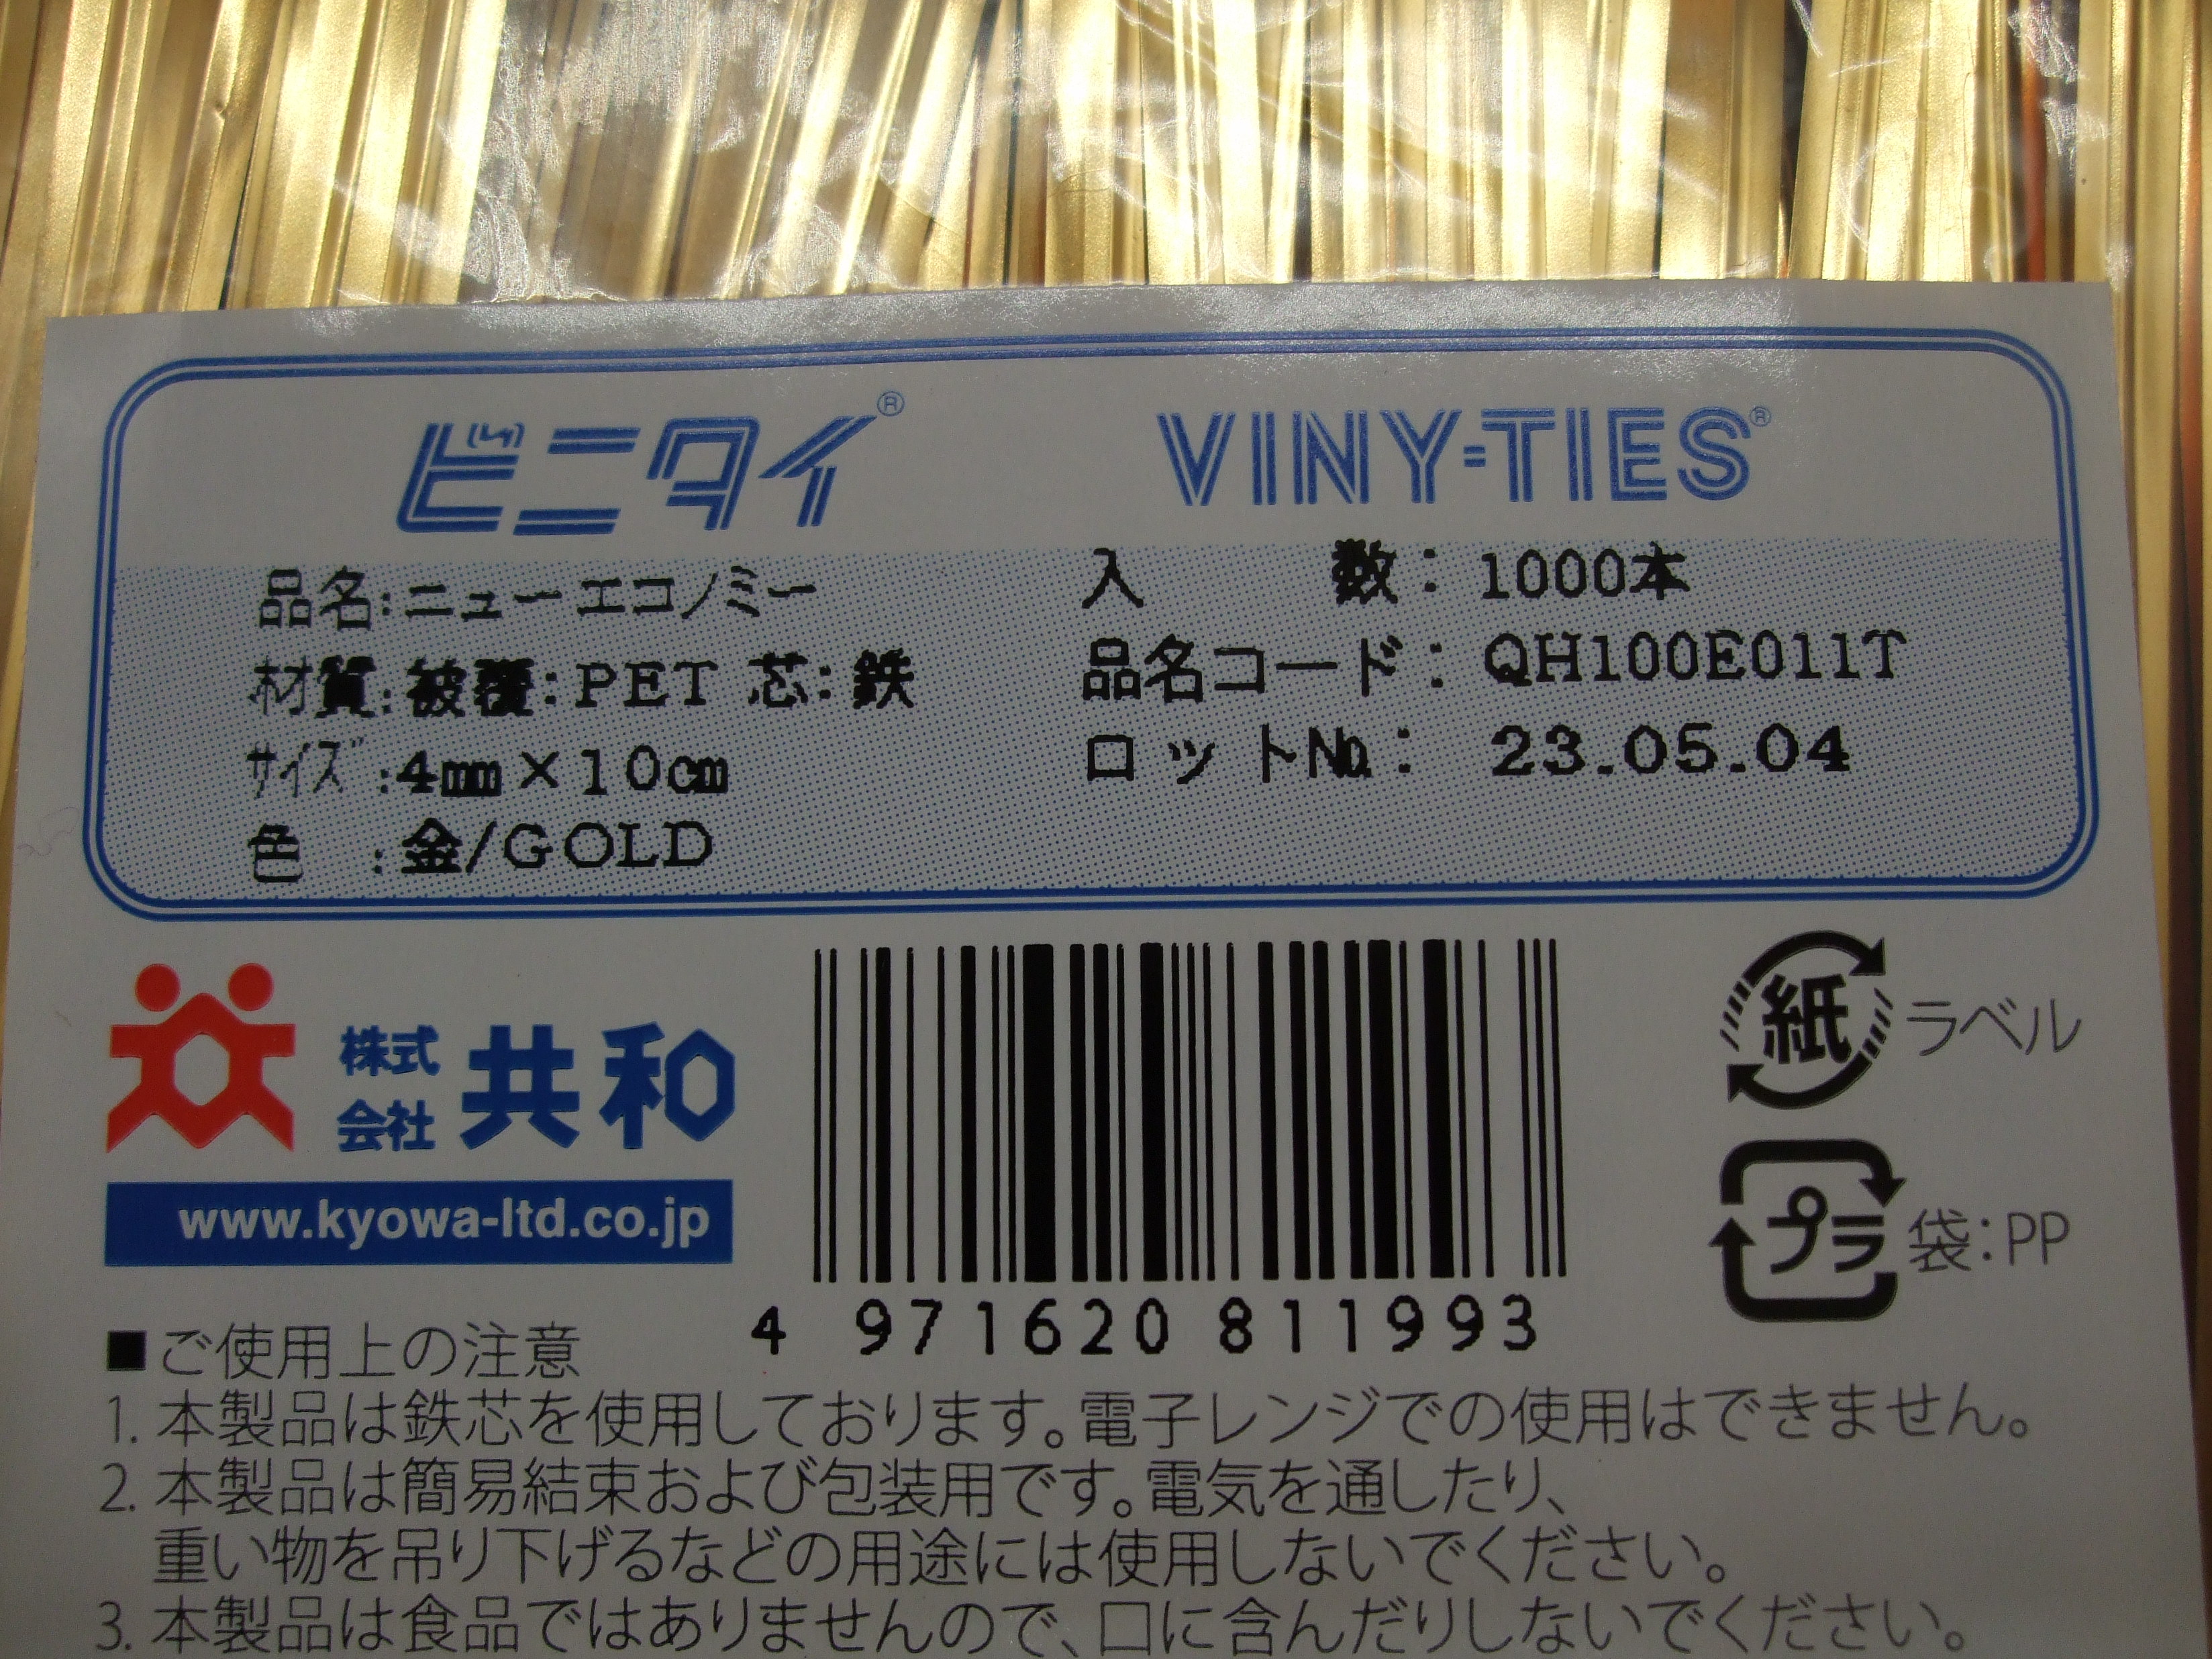 ビニタイ® VINY-TIES®
品名:ニューエコノミー
材質:被覆:PET 芯:鉄
サイズ:4㎜×10㎝
色 :金/GOLD
入 数:1000本
品名コード:QH100E011T
ロット№:23.05.04
株式会社 共和
www.kyowa-ltd.co.jp
4 971620 811993
紙 ラベル
プラ 袋:PP
■ご使用上の注意
1. 本製品は鉄芯を使用しております。電子レンジでの使用はできません。
2. 本製品は簡易結束および包装用です。電気を通したり、
重い物を吊り下げるなどの用途には使用しないでください。
3. 本製品は食品ではありませんので、口に含んだりしないでください。